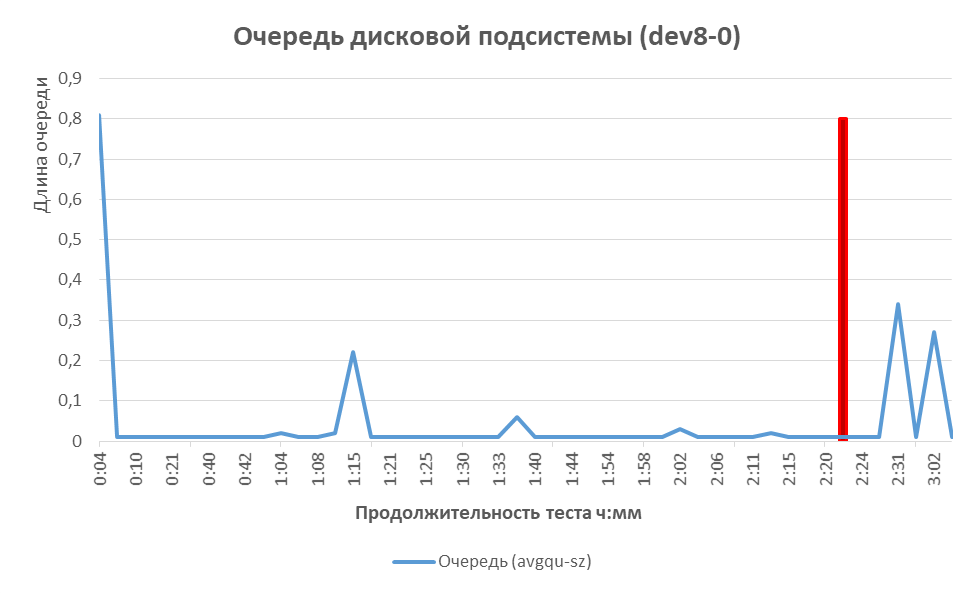 Очередь дисковой подсистемы (dev8-0)
Длина очереди
0,9
0,8
0,7
0,6
0,5
0,4
0,3
0,2
0,1
0
0:04 0:10 0:21 0:40 0:42 1:04 1:08 1:15 1:21 1:25 1:30 1:33 1:40 1:44 1:54 1:58 2:02 2:06 2:11 2:15 2:20 2:24 2:31 3:02
Продолжительность теста ч:мм
Очередь (avgqu-sz)